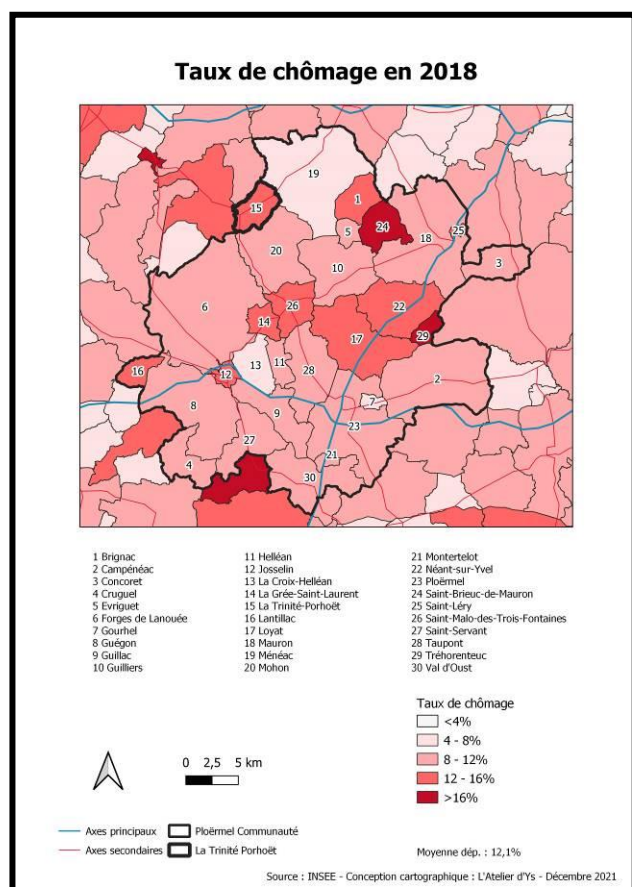 Taux de chômage en 2018
19
15
1
24
5
25
18
20
3
10
6
26
22
14
17
29
13
11
16
12
28
2
8
7
9
23
27
21
4
30
1 Brignac
2 Campénéac
3 Concoret
4 Cruguel
5 Evriguet
6 Forges de Lanouée
7 Gourhel
8 Guégon
9 Guillac
10 Guilliers
11 Helléan
12 Josselin
13 La Croix-Helléan
14 La Grée-Saint-Laurent
15 La Trinité-Porhoët
16 Lantillac
17 Loyat
18 Mauron
19 Ménéac
20 Mohon
21 Montertelot
22 Néant-sur-Yvel
23 Ploërmel
24 Saint-Brieuc-de-Mauron
25 Saint-Léry
26 Saint-Malo-des-Trois-Fontaines
27 Saint-Servant
28 Taupont
29 Tréhorenteuc
30 Val d'Oust
Taux de chômage
<4%
4 - 8%
8 - 12%
12 - 16%
>16%
0 2,5 5 km
Axes principaux
Axes secondaires
Ploërmel Communauté
La Trinité Porhoët
Moyenne dép. : 12,1%
Source : INSEE - Conception cartographique : L'Atelier d'Ys - Décembre 2021